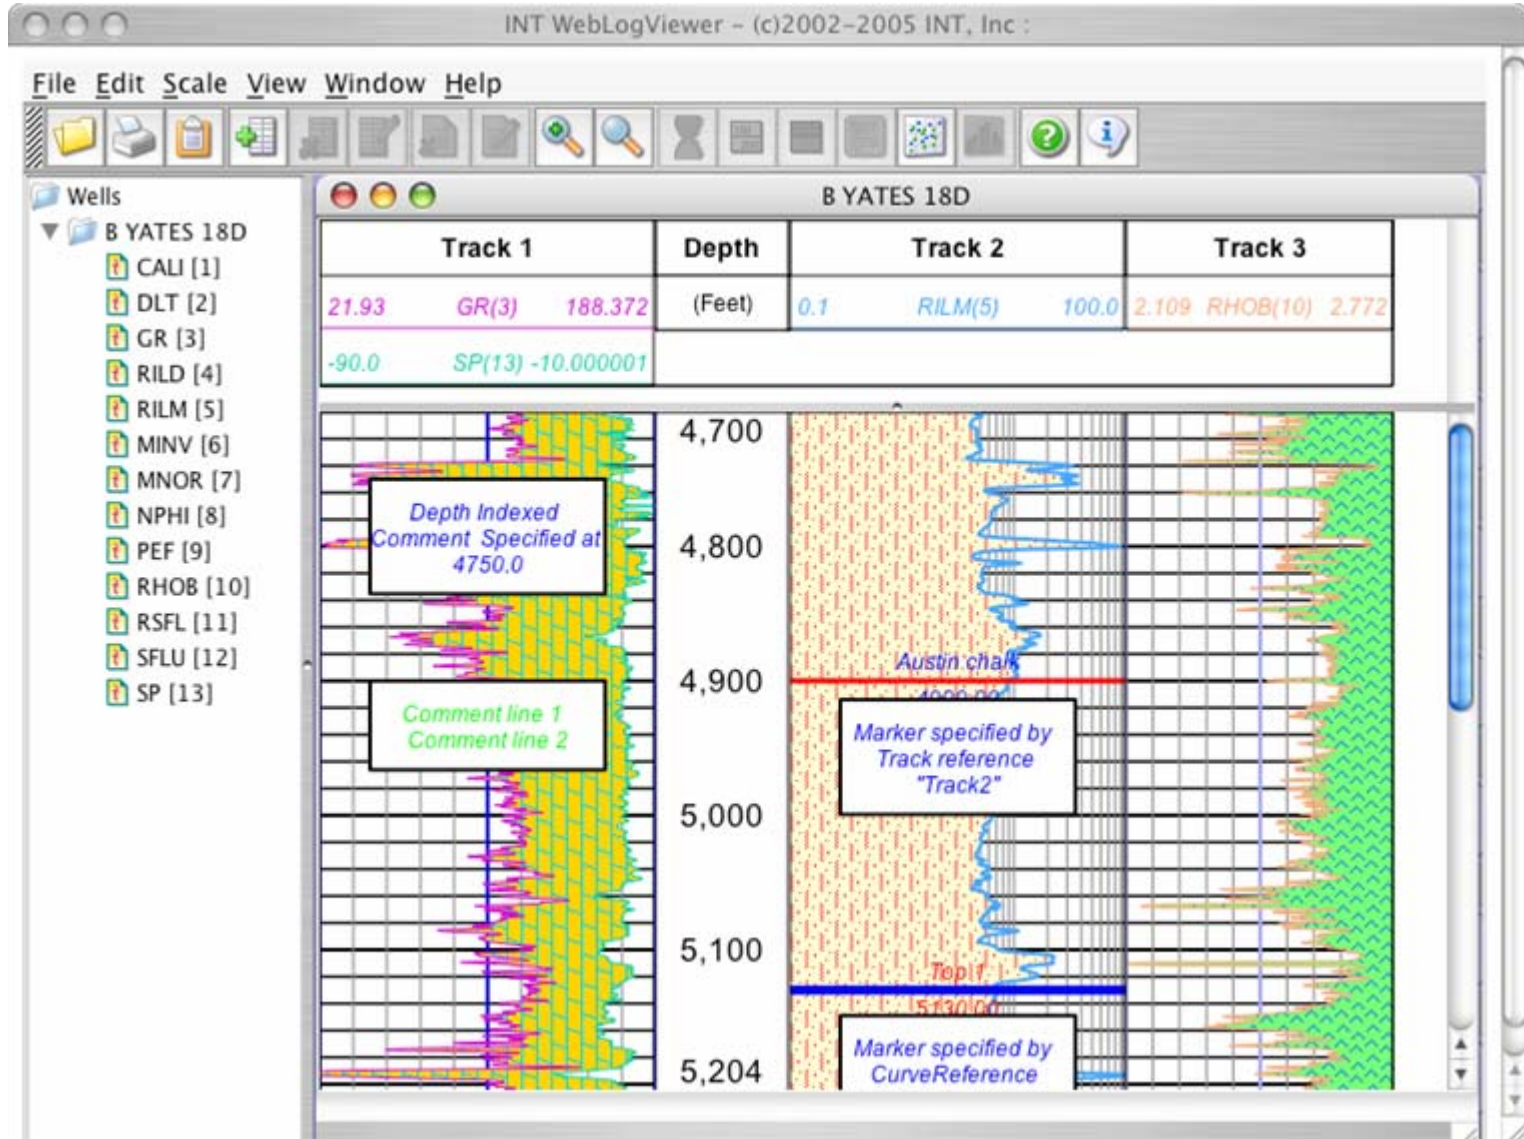 INT WebLogViewer – (c)2002–2005 INT, Inc :
File Edit Scale View Window Help
Wells
B YATES 18D
CALI [1]
DLT [2]
GR [3]
RILD [4]
RILM [5]
MINV [6]
MNOR [7]
NPHI [8]
PEF [9]
RHOB [10]
RSFL [11]
SFLU [12]
SP [13]
B YATES 18D
Track 1 Depth Track 2 Track 3
21.93 GR(3) 188.372 (Feet) 0.1 RILM(5) 100.0 2.109 RHOB(10) 2.772
-90.0 SP(13) -10.000001
4,700
Depth Indexed
Comment Specified at
4750.0
4,800
Austin chalk
4,900
4900.00
Comment line 1
Comment line 2
Marker specified by
Track reference
"Track2"
5,000
5,100
Top 1
5130.00
Marker specified by
CurveReference
5,204